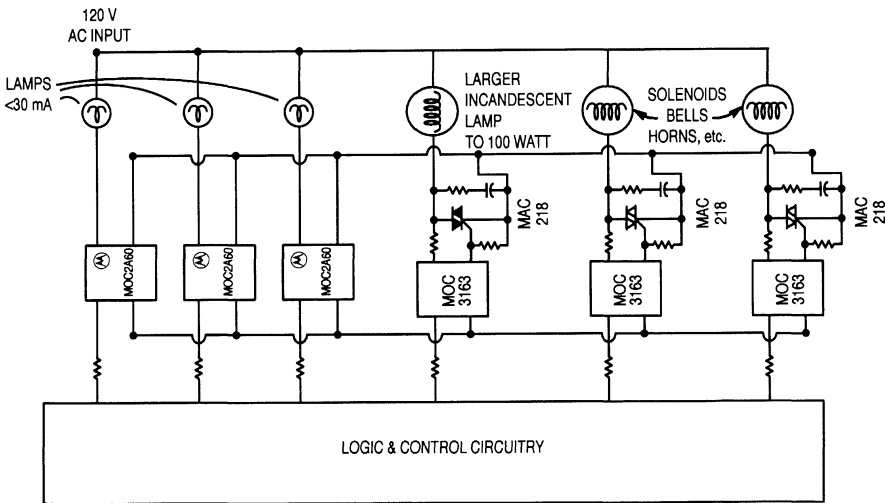 120 V
AC INPUT
LAMPS
<30 mA
LARGER
INCANDESCENT
LAMP
TO 100 WATT
SOLENOIDS
BELLS
HORNS, etc.
MAC
218
MAC
218
MAC
218
MOC2A60
MOC2A60
MOC2A60
MOC
3163
MOC
3163
MOC
3163
LOGIC & CONTROL CIRCUITRY